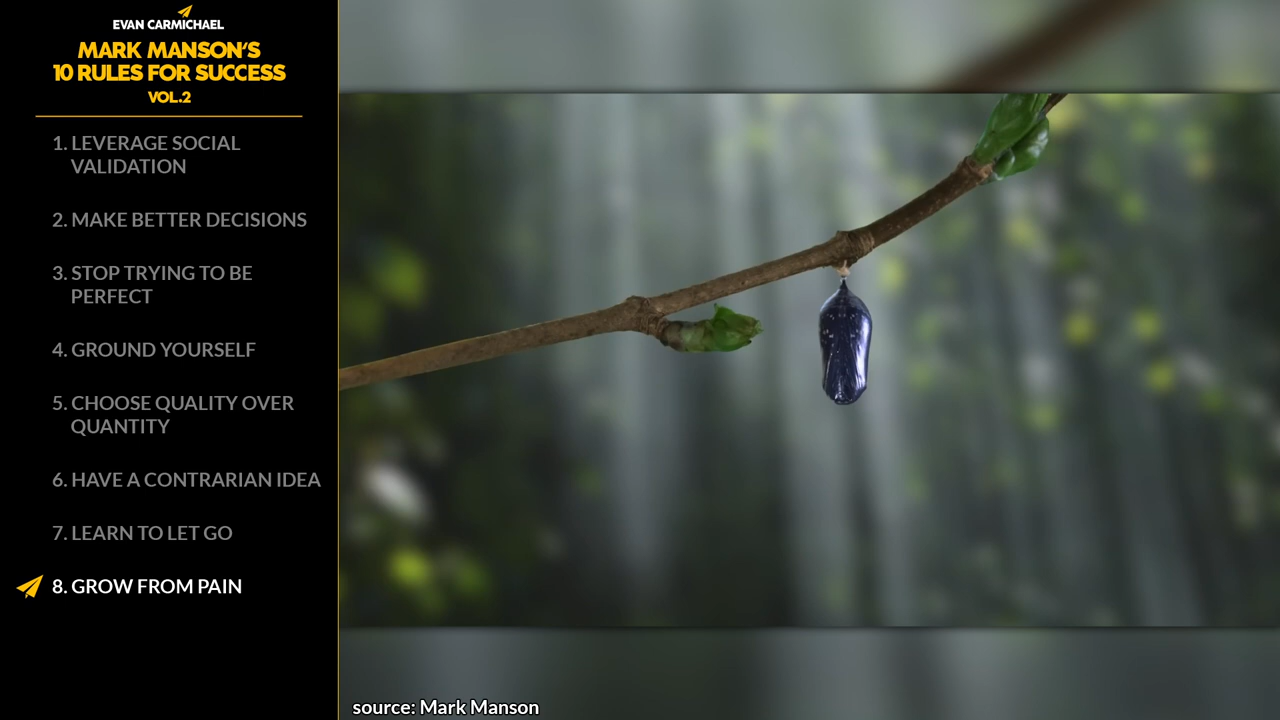 EVAN CARMICHAEL
MARK MANSON'S
10 RULES FOR SUCCESS
VOL.2
1. LEVERAGE SOCIAL
VALIDATION
2. MAKE BETTER DECISIONS
3. STOP TRYING TO BE
PERFECT
4. GROUND YOURSELF
5. CHOOSE QUALITY OVER
QUANTITY
6. HAVE A CONTRARIAN IDEA
7. LEARN TO LET GO
8. GROW FROM PAIN
source: Mark Manson